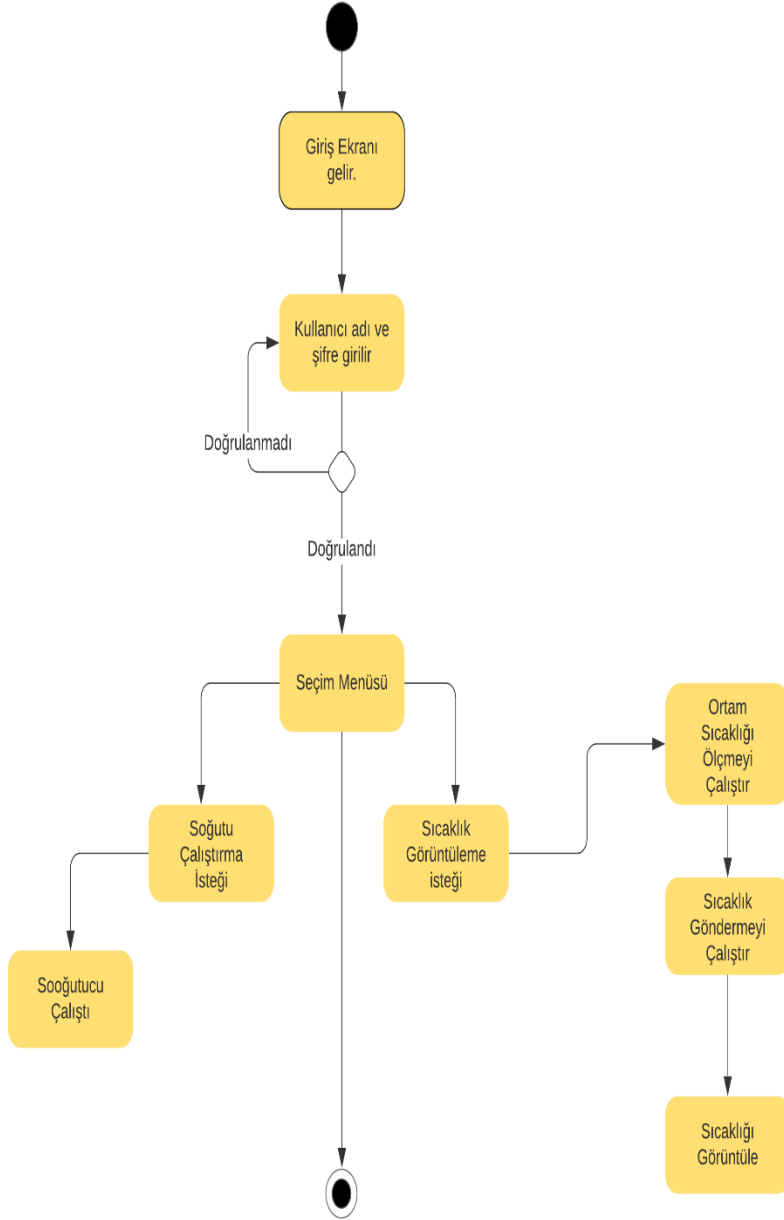 Giriş Ekranı
gelir.
Kullanıcı adı ve
şifre girilir
Doğrulanmadı
Doğrulandı
Seçim Menüsü
Soğutu
Çalıştırma
İsteği
Sooğutucu
Çalıştı
Sıcaklık
Görüntüleme
isteği
Ortam
Sıcaklığı
Ölçmeyi
Çalıştır
Sıcaklık
Göndermeyi
Çalıştır
Sıcaklığı
Görüntüle